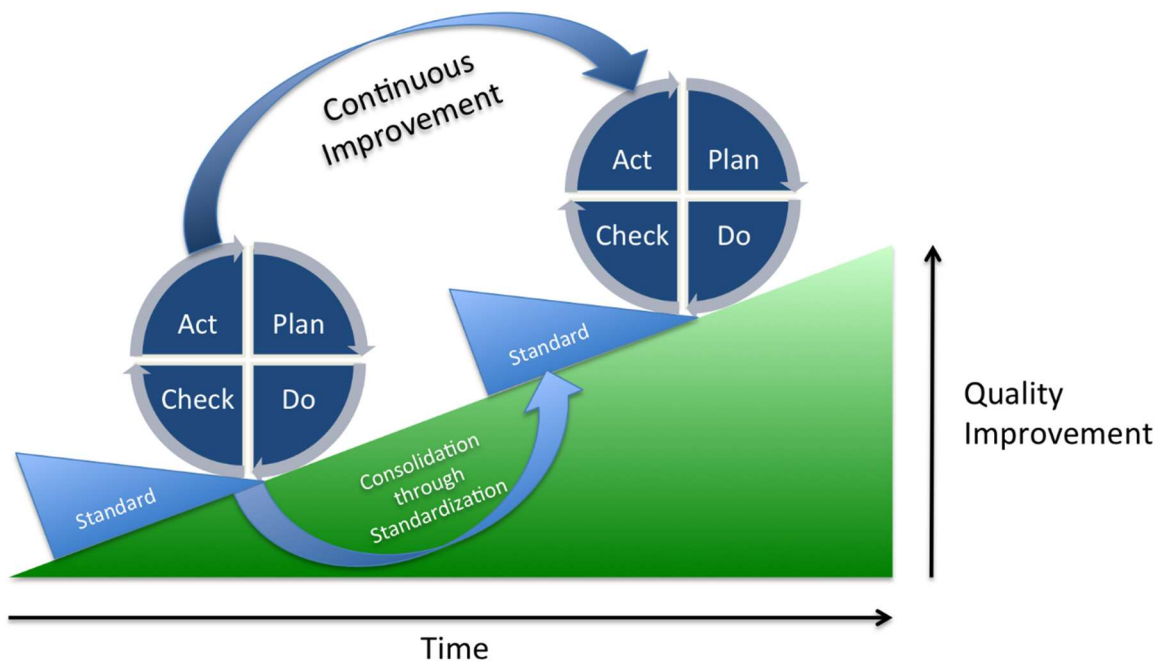 Continuous
Improvement
Act
Plan
Check
Do
Act
Plan
Check
Do
Standard
Standard
Consolidation
through
Standardization
Quality
Improvement
Time